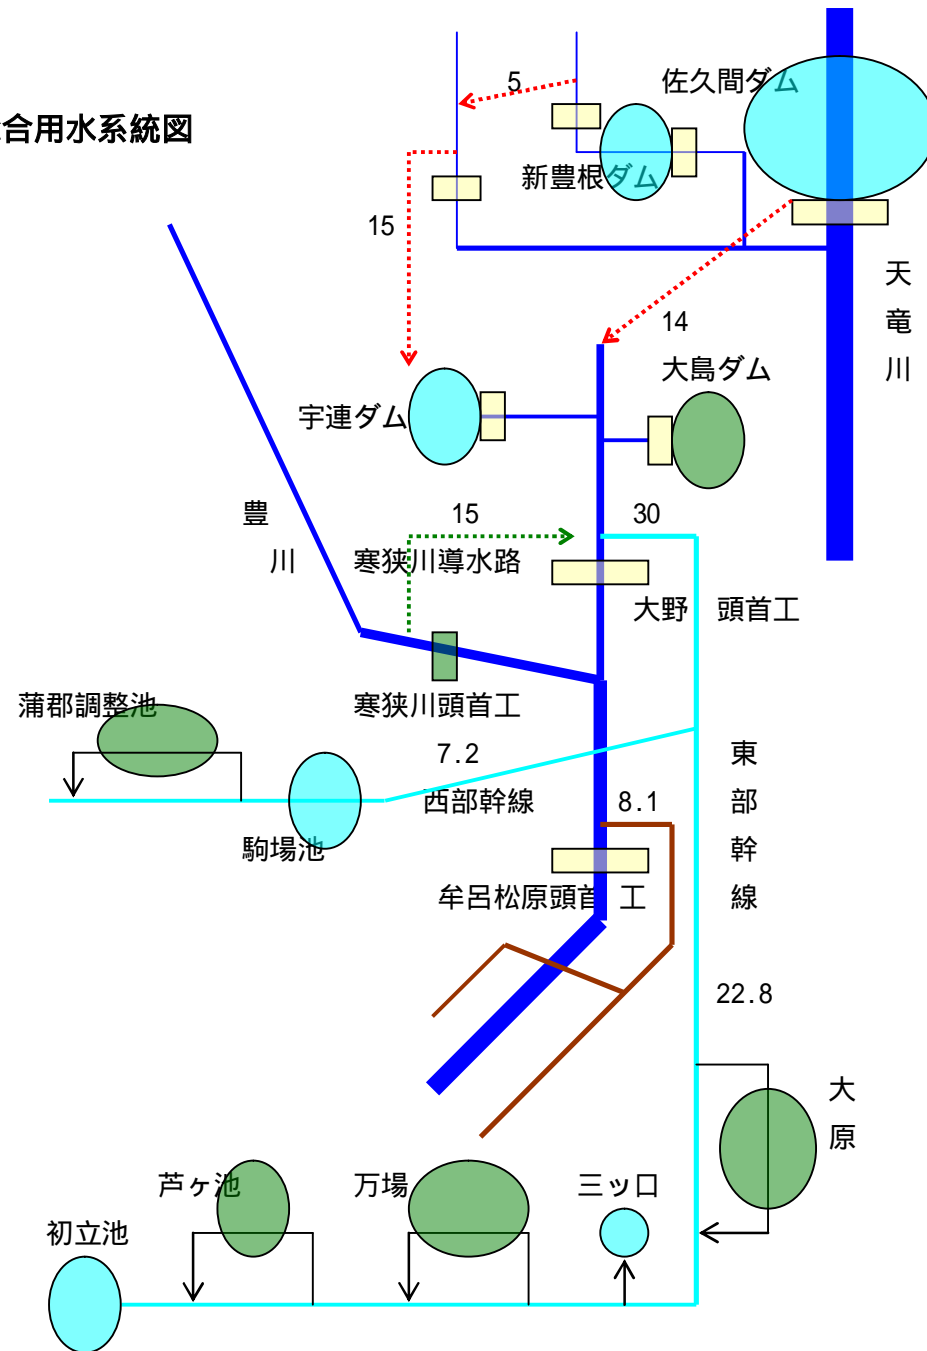 合用水系統図
佐久間ダム
5
新豊根ダム
15
天竜川
14
大島ダム
宇連ダム
豊川
15
30
寒狭川導水路
大野 頭首工
蒲郡調整池
寒狭川頭首工
7.2
東部幹線
西部幹線
8.1
駒場池
牟呂松原頭首工
22.8
大原
芦ヶ池
万場
三ッ口
初立池